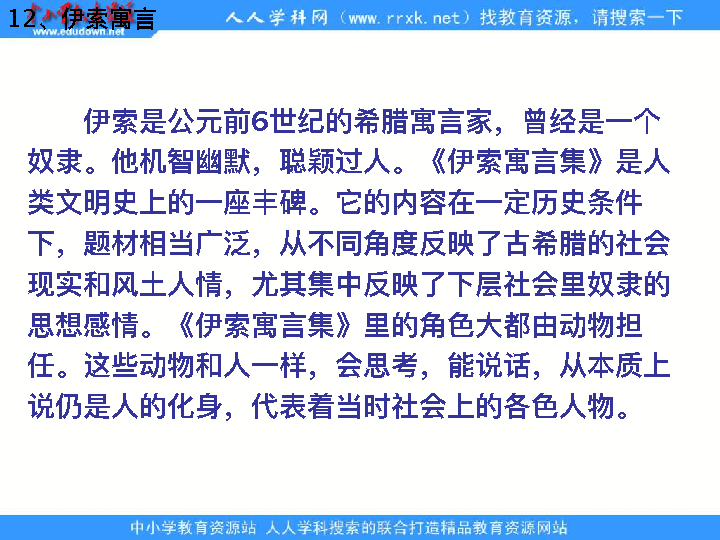 12、伊索寓言
www.edudown.net
人人学科网（www.rrxk.net）找教育资源，请搜索一下
伊索是公元前6世纪的希腊寓言家，曾经是一个
奴隶。他机智幽默，聪颖过人。《伊索寓言集》是人
类文明史上的一座丰碑。它的内容在一定历史条件
下，题材相当广泛，从不同角度反映了古希腊的社会
现实和风土人情，尤其集中反映了下层社会里奴隶的
思想感情。《伊索寓言集》里的角色大都由动物担
任。这些动物和人一样，会思考，能说话，从本质上
说仍是人的化身，代表着当时社会上的各色人物。
中小学教育资源站 人人学科搜索的联合打造精品教育资源网站